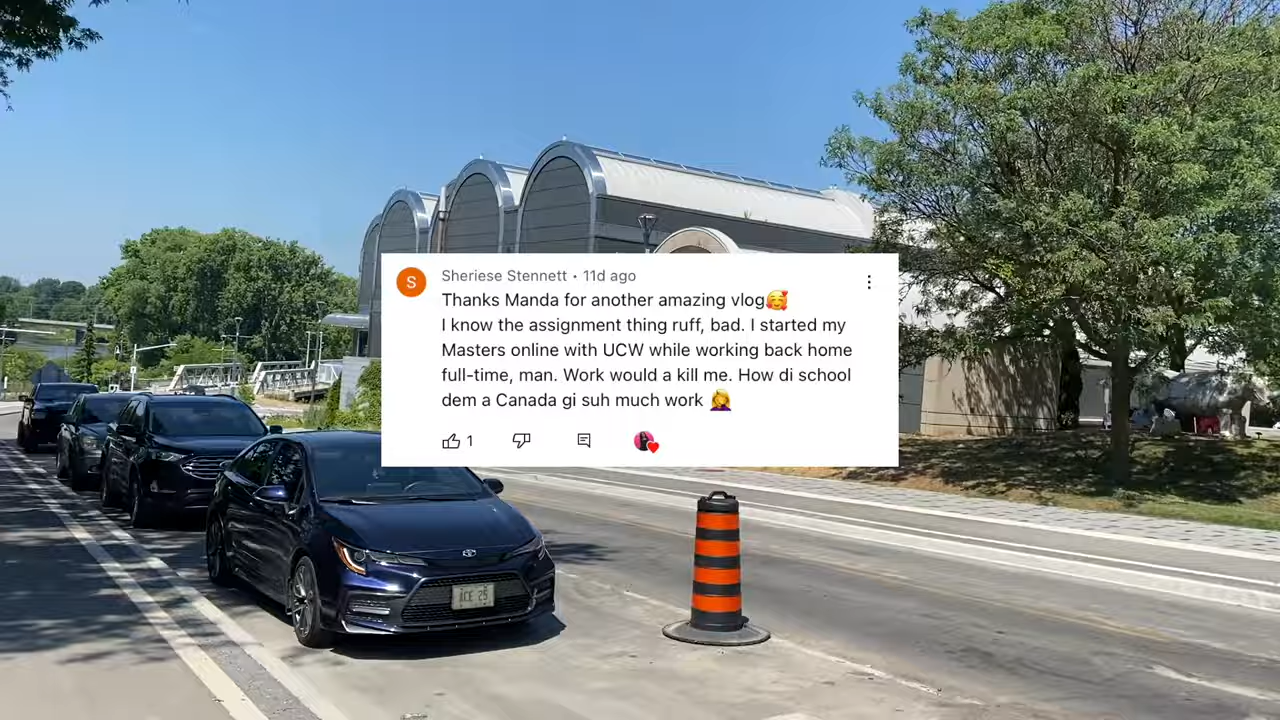 S
Sheriese Stennett • 11d ago
Thanks Manda for another amazing vlog🥰
I know the assignment thing ruff, bad. I started my
Masters online with UCW while working back home
full-time, man. Work would a kill me. How di school
dem a Canada gi suh much work 🤦‍♀️
1